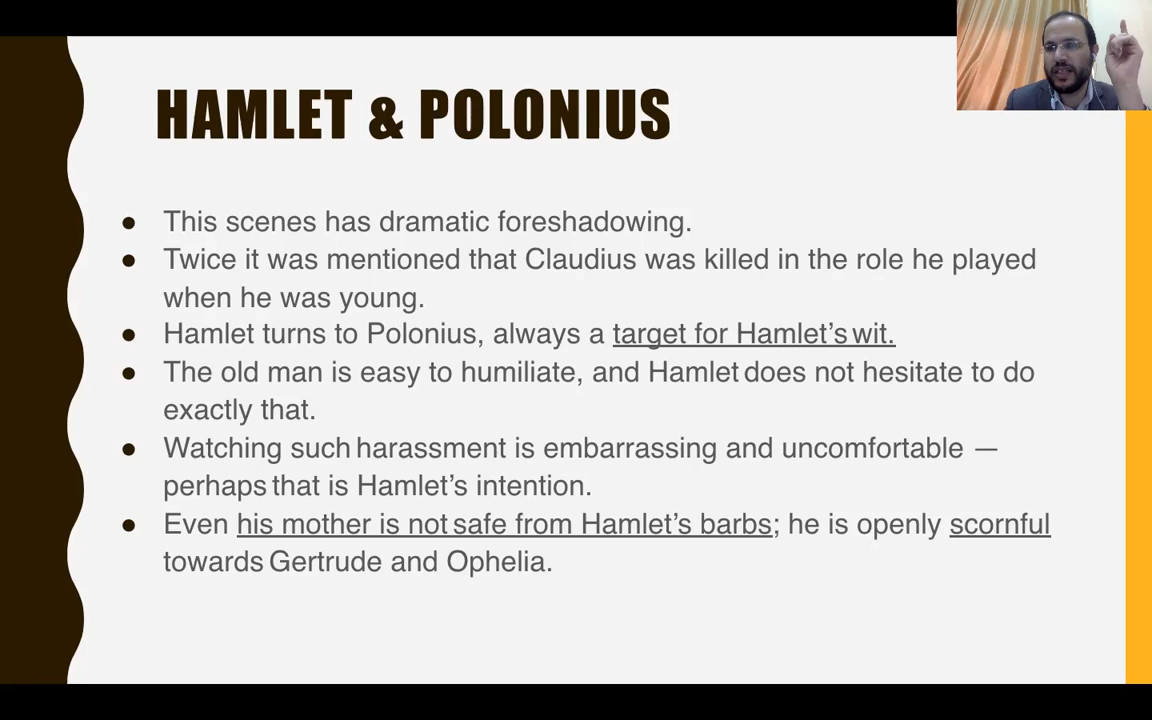 HAMLET & POLONIUS
● This scenes has dramatic foreshadowing.
● Twice it was mentioned that Claudius was killed in the role he played
when he was young.
● Hamlet turns to Polonius, always a target for Hamlet’s wit.
● The old man is easy to humiliate, and Hamlet does not hesitate to do
exactly that.
● Watching such harassment is embarrassing and uncomfortable —
perhaps that is Hamlet’s intention.
● Even his mother is not safe from Hamlet’s barbs; he is openly scornful
towards Gertrude and Ophelia.